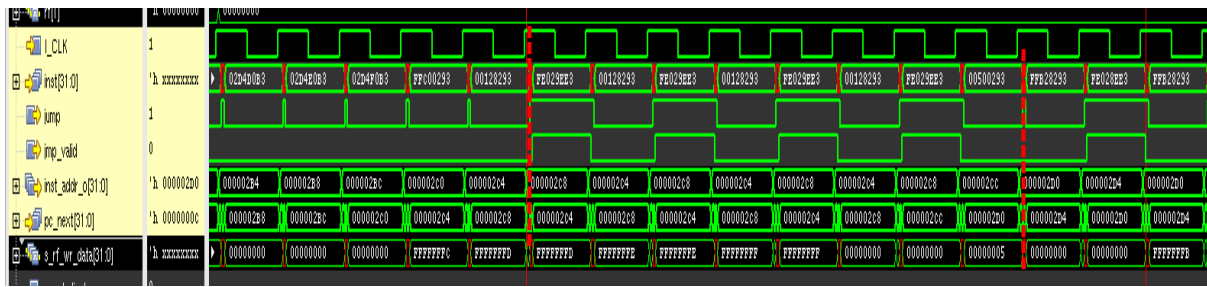 rf[f] 'h 00000000 00000000
I_CLK 1
inst[31:0] 'h xxxxxxxx 02D4D0B3 02D4E0B3 02D4F0B3 FFC00293 00128293 FE029EE3 00128293 FE029EE3 00128293 FE029EE3 00128293 FE029EE3 00500293 FFB28293 FE028EE3 FFB28293
jump 1
jmp_valid 0
inst_addr_o[31:0] 'h 000002D0 000002B4 000002B8 000002BC 000002C0 000002C4 000002C8 000002C4 000002C8 000002C4 000002C8 000002C4 000002C8 000002CC 000002D0 000002D4 000002D0
pc_next[31:0] 'h 0000000c 000002B8 000002BC 000002C0 000002C4 000002C8 000002C4 000002C8 000002C4 000002C8 000002C4 000002C8 000002CC 000002D0 000002D4 000002D0 000002D4
s_rf_wr_data[31:0] 'h xxxxxxxx 00000000 00000000 00000000 FFFFFFFC FFFFFFFD FFFFFFFD FFFFFFFE FFFFFFFE FFFFFFFF FFFFFFFF 00000000 00000000 00000005 00000000 00000000 FFFFFFFB